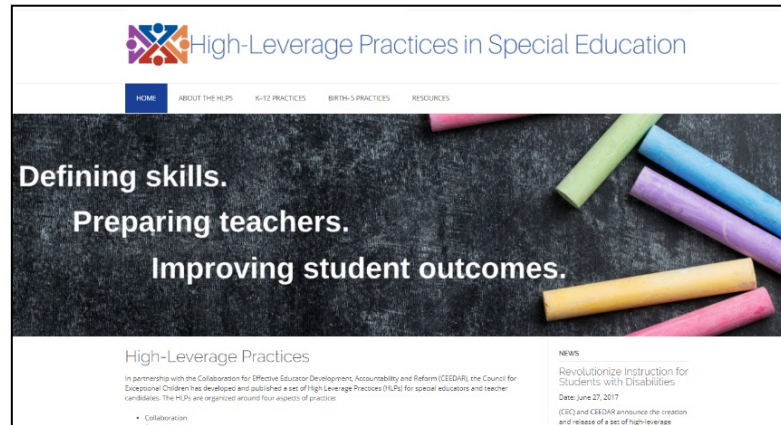 High-Leverage Practices in Special Education
HOME ABOUT THE HLPS K-12 PRACTICES BIRTH-5 PRACTICES RESOURCES
Defining skills.
Preparing teachers.
Improving student outcomes.
High-Leverage Practices
In partnership with the Collaboration for Effective Educator Development, Accountability and Reform (CEEDAR), the Council for
Exceptional Children has developed and published a set of High Leverage Practices (HLPs) for special educators and teacher
candidates. The HLPs are organized around four aspects of practice:
• Collaboration
NEWS
Revolutionize Instruction for
Students with Disabilities
Date: June 27, 2017
(CEC) and CEEDAR announce the creation
and release of a set of high-leverage